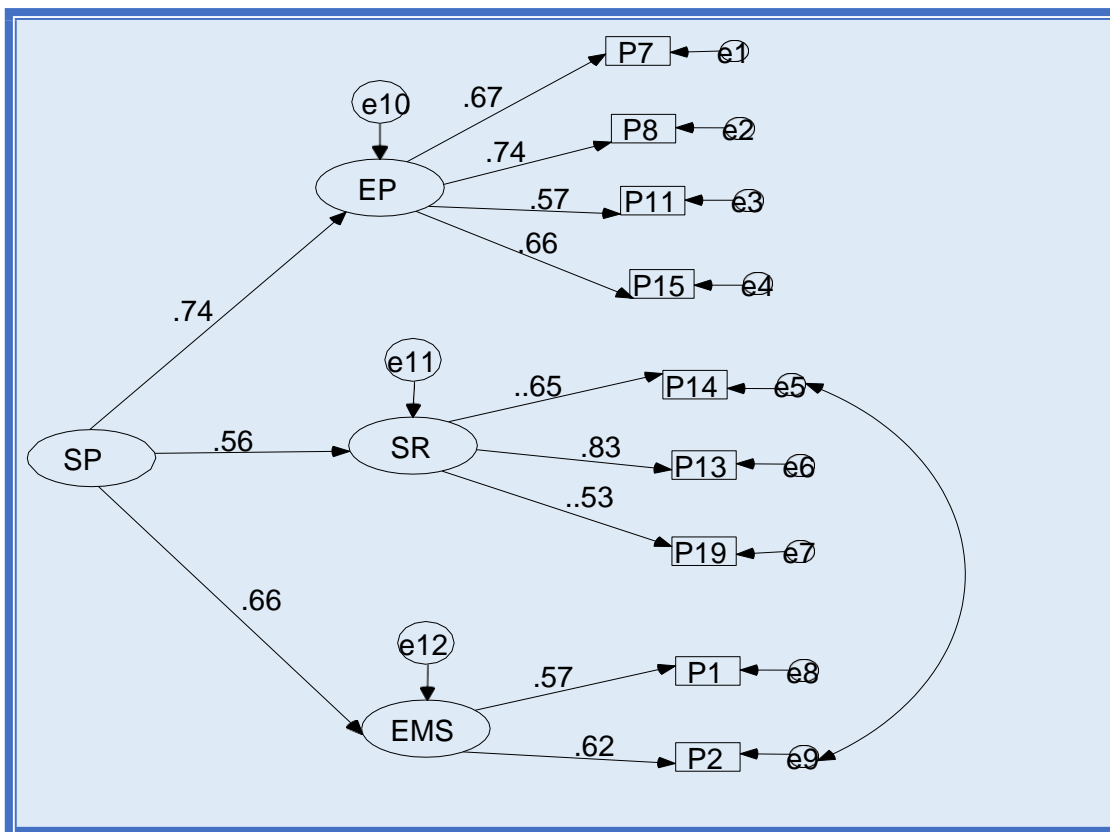 P7
e1
e10
.67
P8
e2
.74
EP
P11
e3
.57
.66
P15
e4
.74
e11
..65
P14
e5
SP
.56
SR
.83
P13
e6
..53
P19
e7
.66
e12
.57
P1
e8
EMS
.62
P2
e9